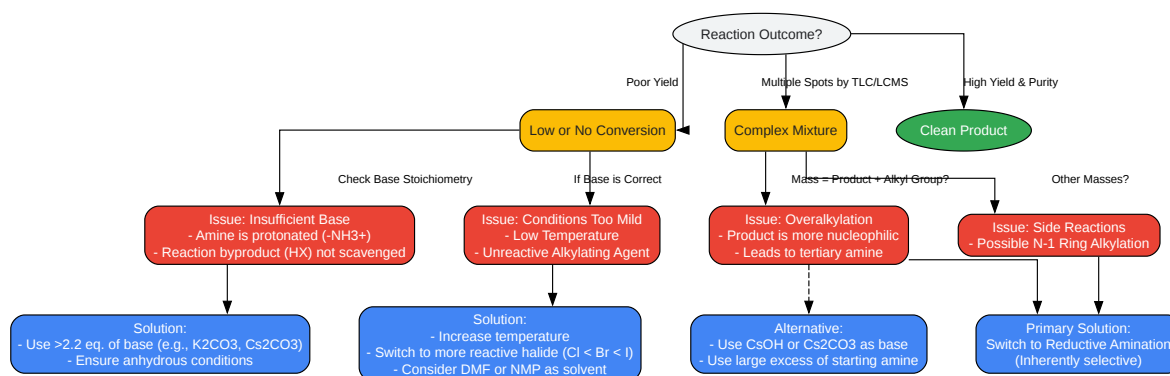 Reaction Outcome?
Poor Yield
Multiple Spots by TLC/LCMS
High Yield & Purity
Low or No Conversion
Complex Mixture
Clean Product
Check Base Stoichiometry
If Base is Correct
Mass = Product + Alkyl Group?
Other Masses?
Issue: Insufficient Base
- Amine is protonated (-NH3+)
- Reaction byproduct (HX) not scavenged
Issue: Conditions Too Mild
- Low Temperature
- Unreactive Alkylating Agent
Issue: Overalkylation
- Product is more nucleophilic
- Leads to tertiary amine
Issue: Side Reactions
- Possible N-1 Ring Alkylation
Solution:
- Use >2.2 eq. of base (e.g., K2CO3, Cs2CO3)
- Ensure anhydrous conditions
Solution:
- Increase temperature
- Switch to more reactive halide (Cl < Br < I)
- Consider DMF or NMP as solvent
Alternative:
- Use CsOH or Cs2CO3 as base
- Use large excess of starting amine
Primary Solution:
Switch to Reductive Amination
(Inherently selective)